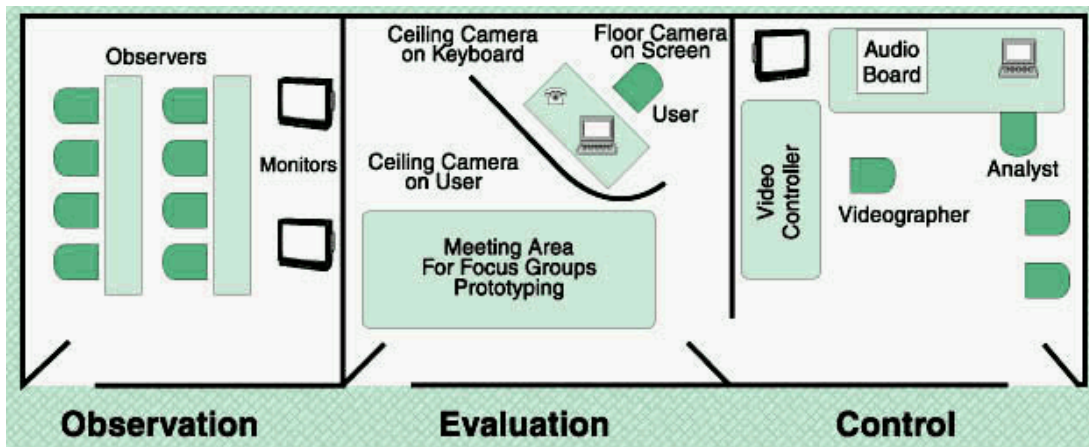 Observers
Monitors
Ceiling Camera
on Keyboard
Floor Camera
on Screen
User
Ceiling Camera
on User
Meeting Area
For Focus Groups
Prototyping
Audio
Board
Video
Controller
Videographer
Analyst
Observation
Evaluation
Control